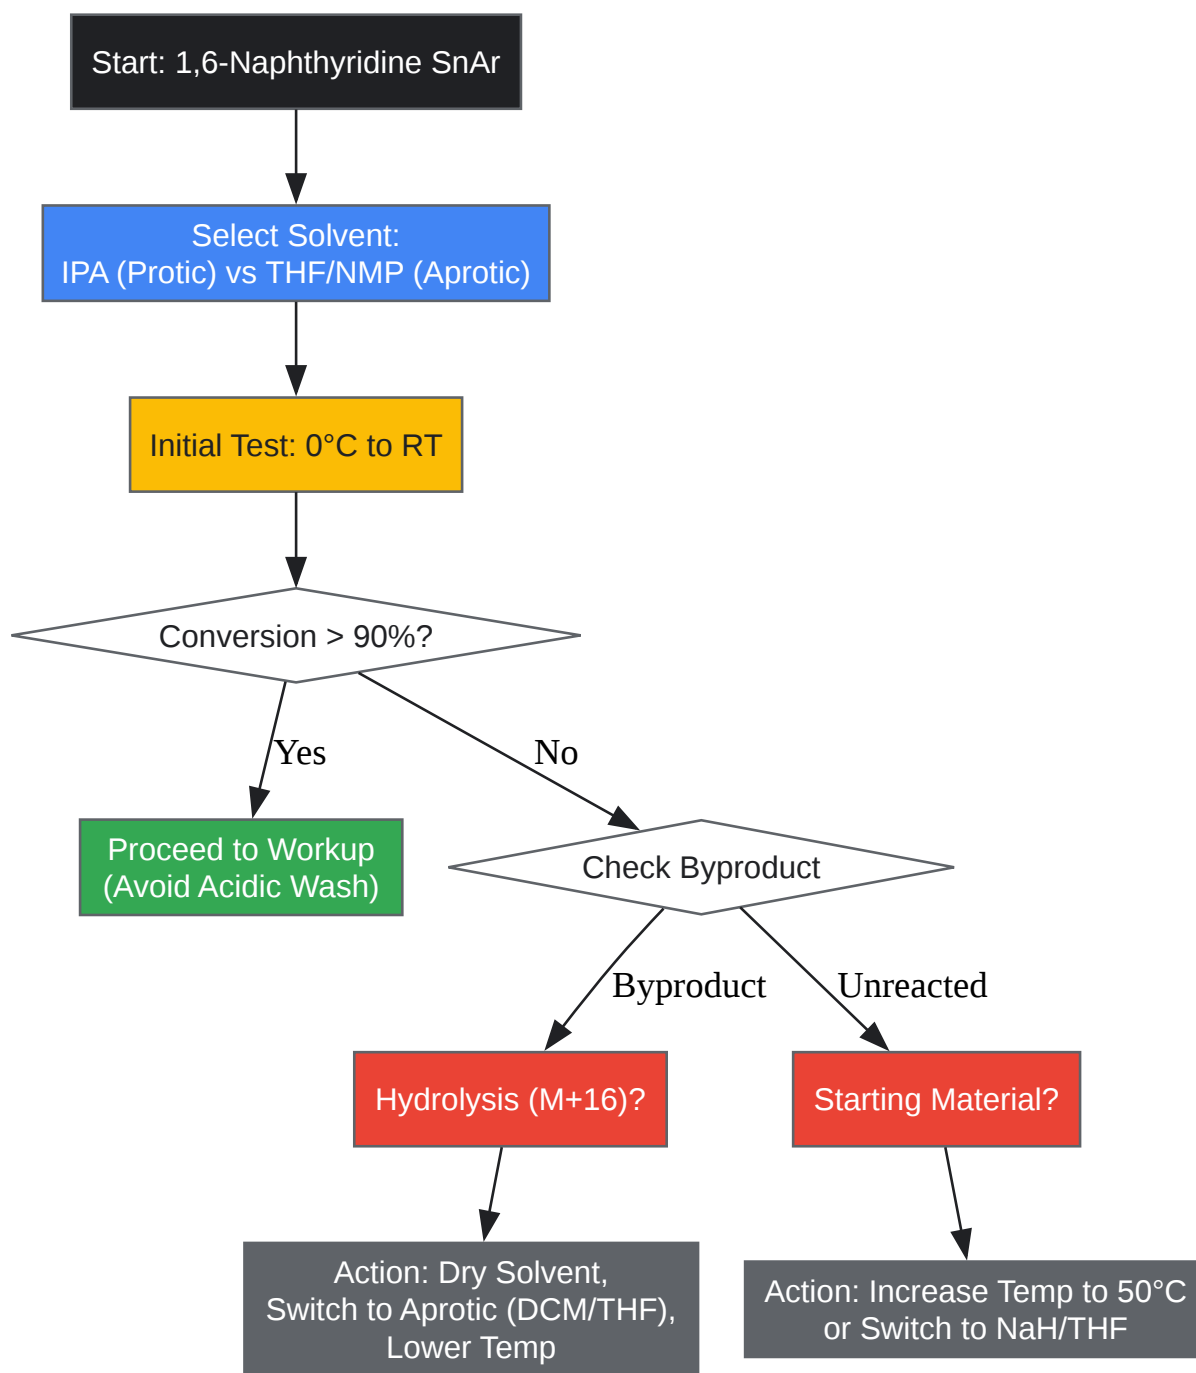 Start: 1,6-Naphthyridine SnAr
Select Solvent:
IPA (Protic) vs THF/NMP (Aprotic)
Initial Test: 0°C to RT
Conversion > 90%?
Yes
No
Proceed to Workup
(Avoid Acidic Wash)
Check Byproduct
Byproduct
Unreacted
Hydrolysis (M+16)?
Starting Material?
Action: Dry Solvent,
Switch to Aprotic (DCM/THF),
Lower Temp
Action: Increase Temp to 50°C
or Switch to NaH/THF